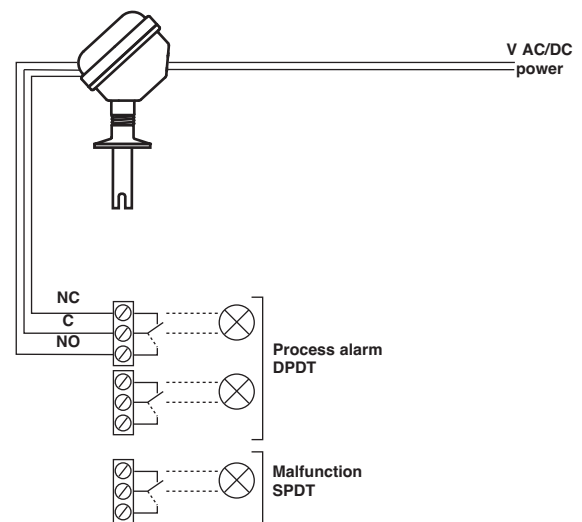 V AC/DC
power
NC
C
NO
Process alarm
DPDT
Malfunction
SPDT